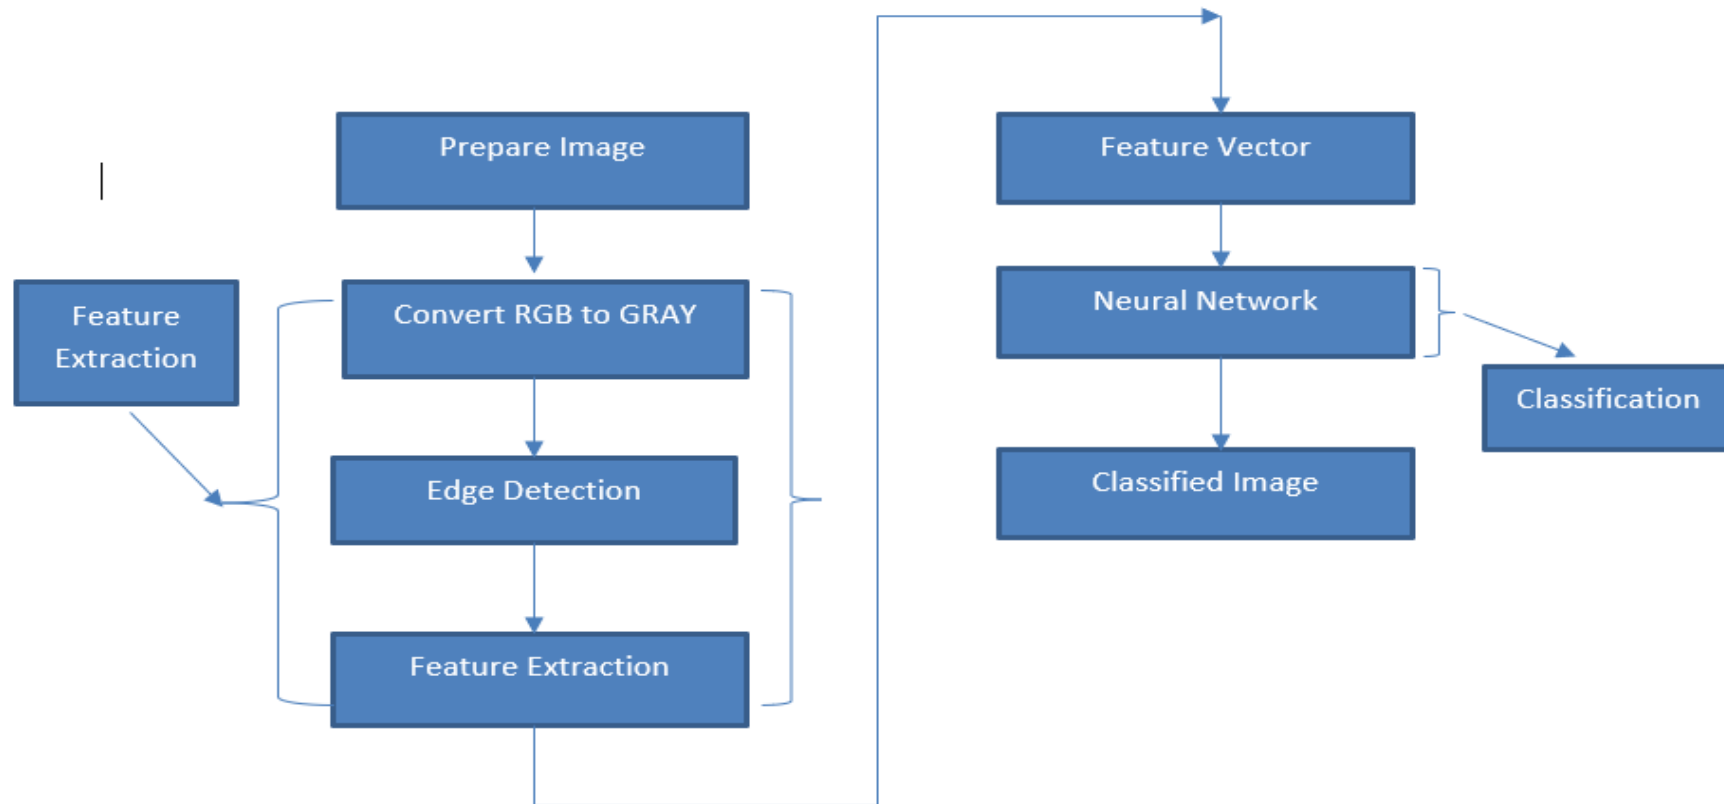 Prepare Image
Feature
Extraction
Convert RGB to GRAY
Edge Detection
Feature Extraction
Feature Vector
Neural Network
Classification
Classified Image